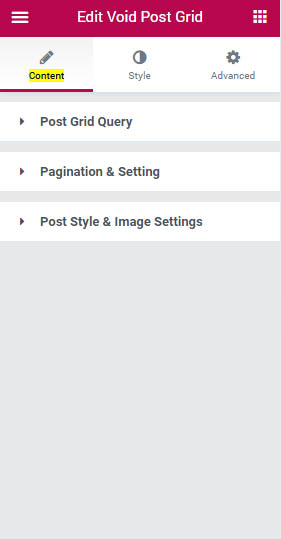 Edit Void Post Grid
Content Style Advanced
Post Grid Query
Pagination & Setting
Post Style & Image Settings